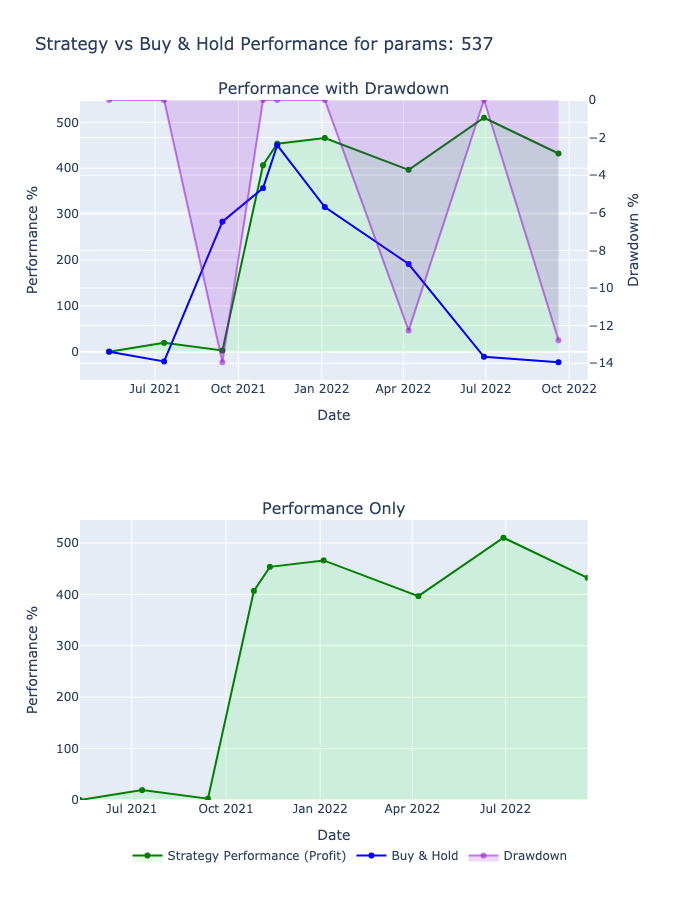 Strategy vs Buy & Hold Performance for params: 537
Performance with Drawdown
500
400
300
200
100
0
Performance %
0
−2
−4
−6
−8
−10
−12
−14
Drawdown %
Jul 2021 Oct 2021 Jan 2022 Apr 2022 Jul 2022 Oct 2022
Date
Performance Only
500
400
300
200
100
0
Performance %
Jul 2021 Oct 2021 Jan 2022 Apr 2022 Jul 2022
Date
Strategy Performance (Profit) Buy & Hold Drawdown